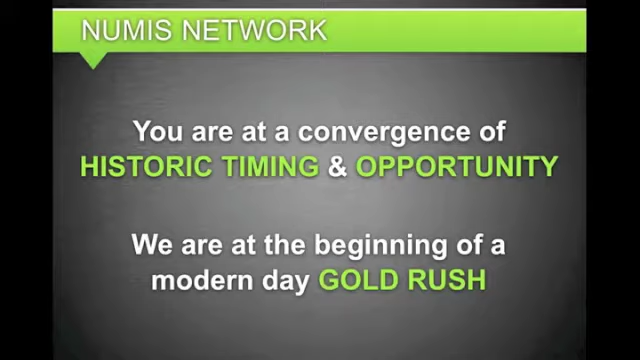 NUMIS NETWORK
You are at a convergence of
HISTORIC TIMING & OPPORTUNITY
We are at the beginning of a
modern day GOLD RUSH